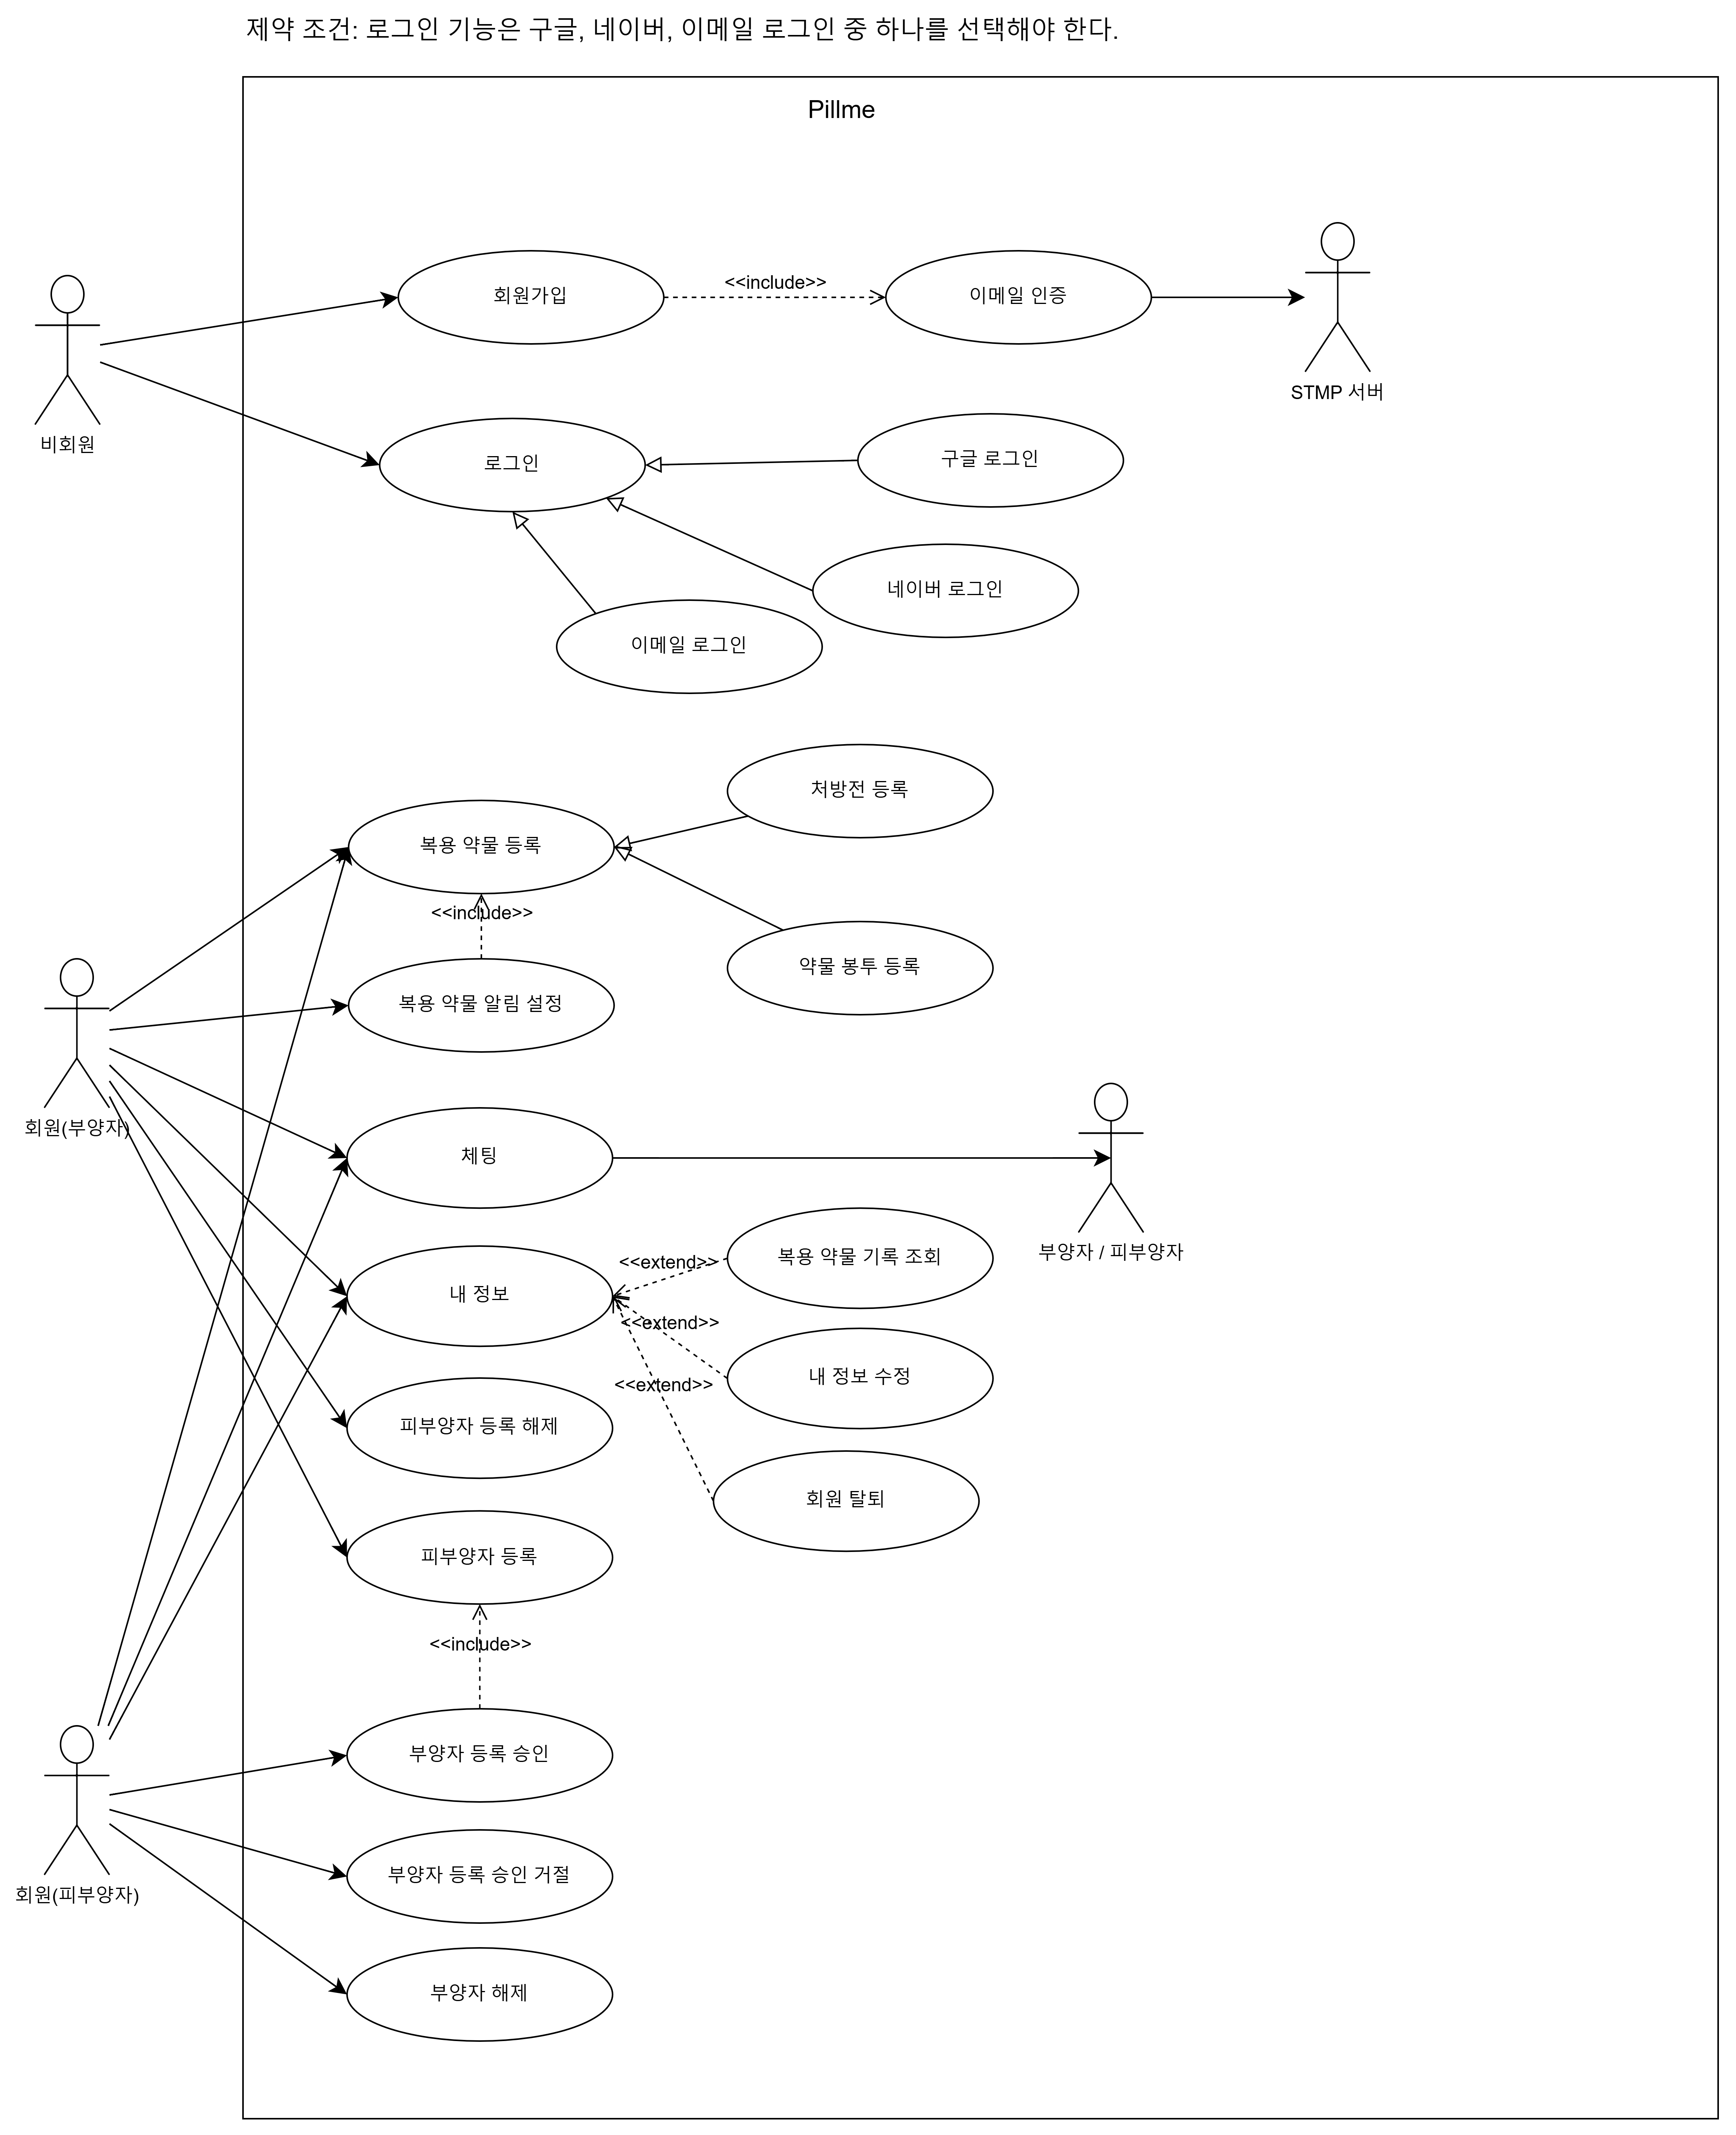 제약 조건: 로그인 기능은 구글, 네이버, 이메일 로그인 중 하나를 선택해야 한다.
Pillme
회원가입
<<include>>
이메일 인증
STMP 서버
비회원
로그인
구글 로그인
네이버 로그인
이메일 로그인
처방전 등록
복용 약물 등록
<<include>>
약물 봉투 등록
복용 약물 알림 설정
회원(부양자)
체팅
부양자 / 피부양자
<<extend>>
복용 약물 기록 조회
내 정보
<<extend>>
내 정보 수정
<<extend>>
피부양자 등록 해제
회원 탈퇴
피부양자 등록
<<include>>
부양자 등록 승인
부양자 등록 승인 거절
회원(피부양자)
부양자 해제